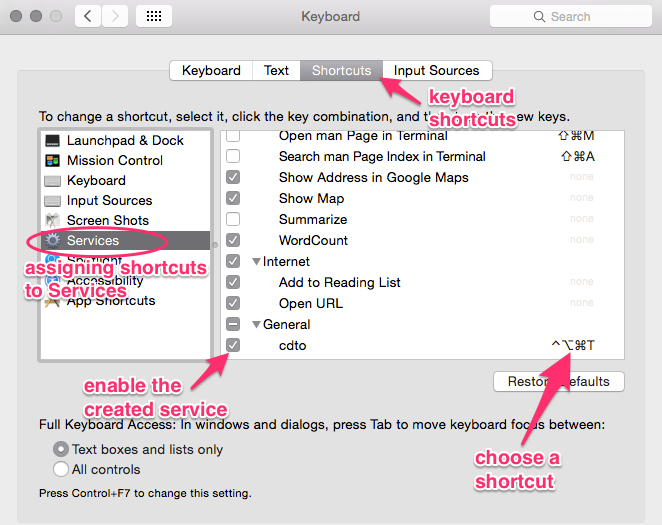 Keyboard
Search
Keyboard Text Shortcuts Input Sources
keyboard
shortcuts
To change a shortcut, select it, click the key combination, and the new keys.
Launchpad & Dock
Mission Control
Keyboard
Input Sources
Screen Shots
Services
Spotlight
Accessibility
App Shortcuts
assigning shortcuts
to Services
Open man Page in Terminal ⇧⌘M
Search man Page Index in Terminal ⇧⌘A
Show Address in Google Maps none
Show Map none
Summarize none
WordCount none
Internet
Add to Reading List none
Open URL none
General
cdto ^⌥⌘T
enable the
created service
Restore Defaults
choose a
shortcut
Full Keyboard Access: In windows and dialogs, press Tab to move keyboard focus between:
Text boxes and lists only
All controls
Press Control+F7 to change this setting.